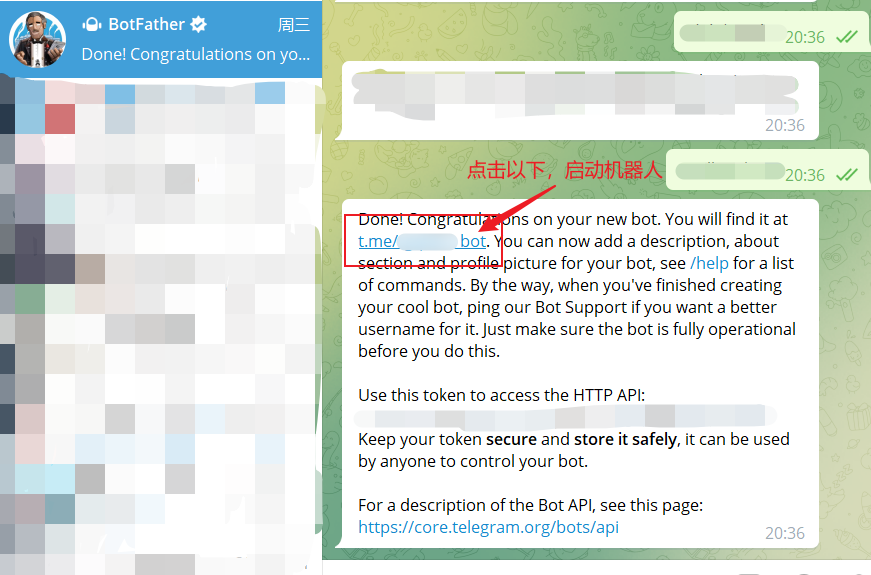 BotFather
周三
Done! Congratulations on yo...
20:36
20:36
点击以下，启动机器人
20:36
Done! Congratulations on your new bot. You will find it at
t.me/ bot. You can now add a description, about
section and profile picture for your bot, see /help for a list
of commands. By the way, when you've finished creating
your cool bot, ping our Bot Support if you want a better
username for it. Just make sure the bot is fully operational
before you do this.
Use this token to access the HTTP API:
Keep your token secure and store it safely, it can be used
by anyone to control your bot.
For a description of the Bot API, see this page:
https://core.telegram.org/bots/api
20:36